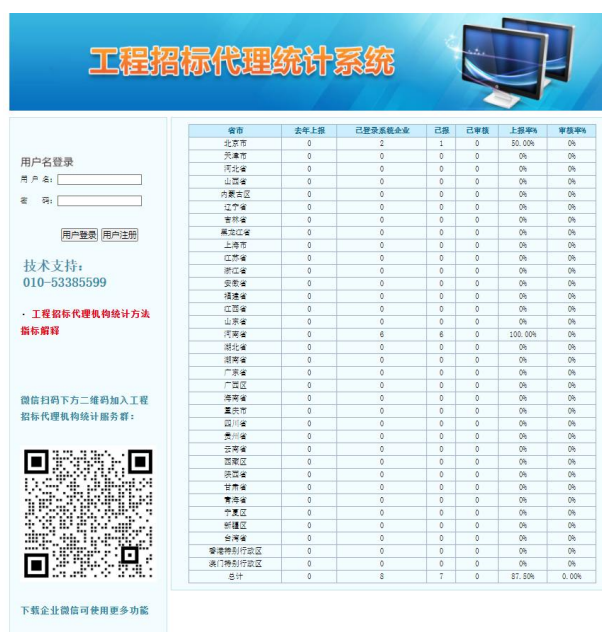 工程招标代理统计系统
用户名登录
用 户 名:
密 码:
用户登录 用户注册
技术支持:
010-53385599
· 工程招标代理机构统计方法
指标解释
微信扫码下方二维码加入工程
招标代理机构统计服务群:
下载企业微信可使用更多功能
省市 去年上报 已登录系统企业 已报 已审核 上报率% 审核率%
北京市 0 2 1 0 50.00% 0%
天津市 0 0 0 0 0% 0%
河北省 0 0 0 0 0% 0%
山西省 0 0 0 0 0% 0%
内蒙古区 0 0 0 0 0% 0%
辽宁省 0 0 0 0 0% 0%
吉林省 0 0 0 0 0% 0%
黑龙江省 0 0 0 0 0% 0%
上海市 0 0 0 0 0% 0%
江苏省 0 0 0 0 0% 0%
浙江省 0 0 0 0 0% 0%
安徽省 0 0 0 0 0% 0%
福建省 0 0 0 0 0% 0%
江西省 0 0 0 0 0% 0%
山东省 0 0 0 0 0% 0%
河南省 0 6 6 0 100.00% 0%
湖北省 0 0 0 0 0% 0%
湖南省 0 0 0 0 0% 0%
广东省 0 0 0 0 0% 0%
广西区 0 0 0 0 0% 0%
海南省 0 0 0 0 0% 0%
重庆市 0 0 0 0 0% 0%
四川省 0 0 0 0 0% 0%
贵州省 0 0 0 0 0% 0%
云南省 0 0 0 0 0% 0%
西藏区 0 0 0 0 0% 0%
陕西省 0 0 0 0 0% 0%
甘肃省 0 0 0 0 0% 0%
青海省 0 0 0 0 0% 0%
宁夏区 0 0 0 0 0% 0%
新疆区 0 0 0 0 0% 0%
台湾省 0 0 0 0 0% 0%
香港特别行政区 0 0 0 0 0% 0%
澳门特别行政区 0 0 0 0 0% 0%
总计 0 8 7 0 87.50% 0.00%